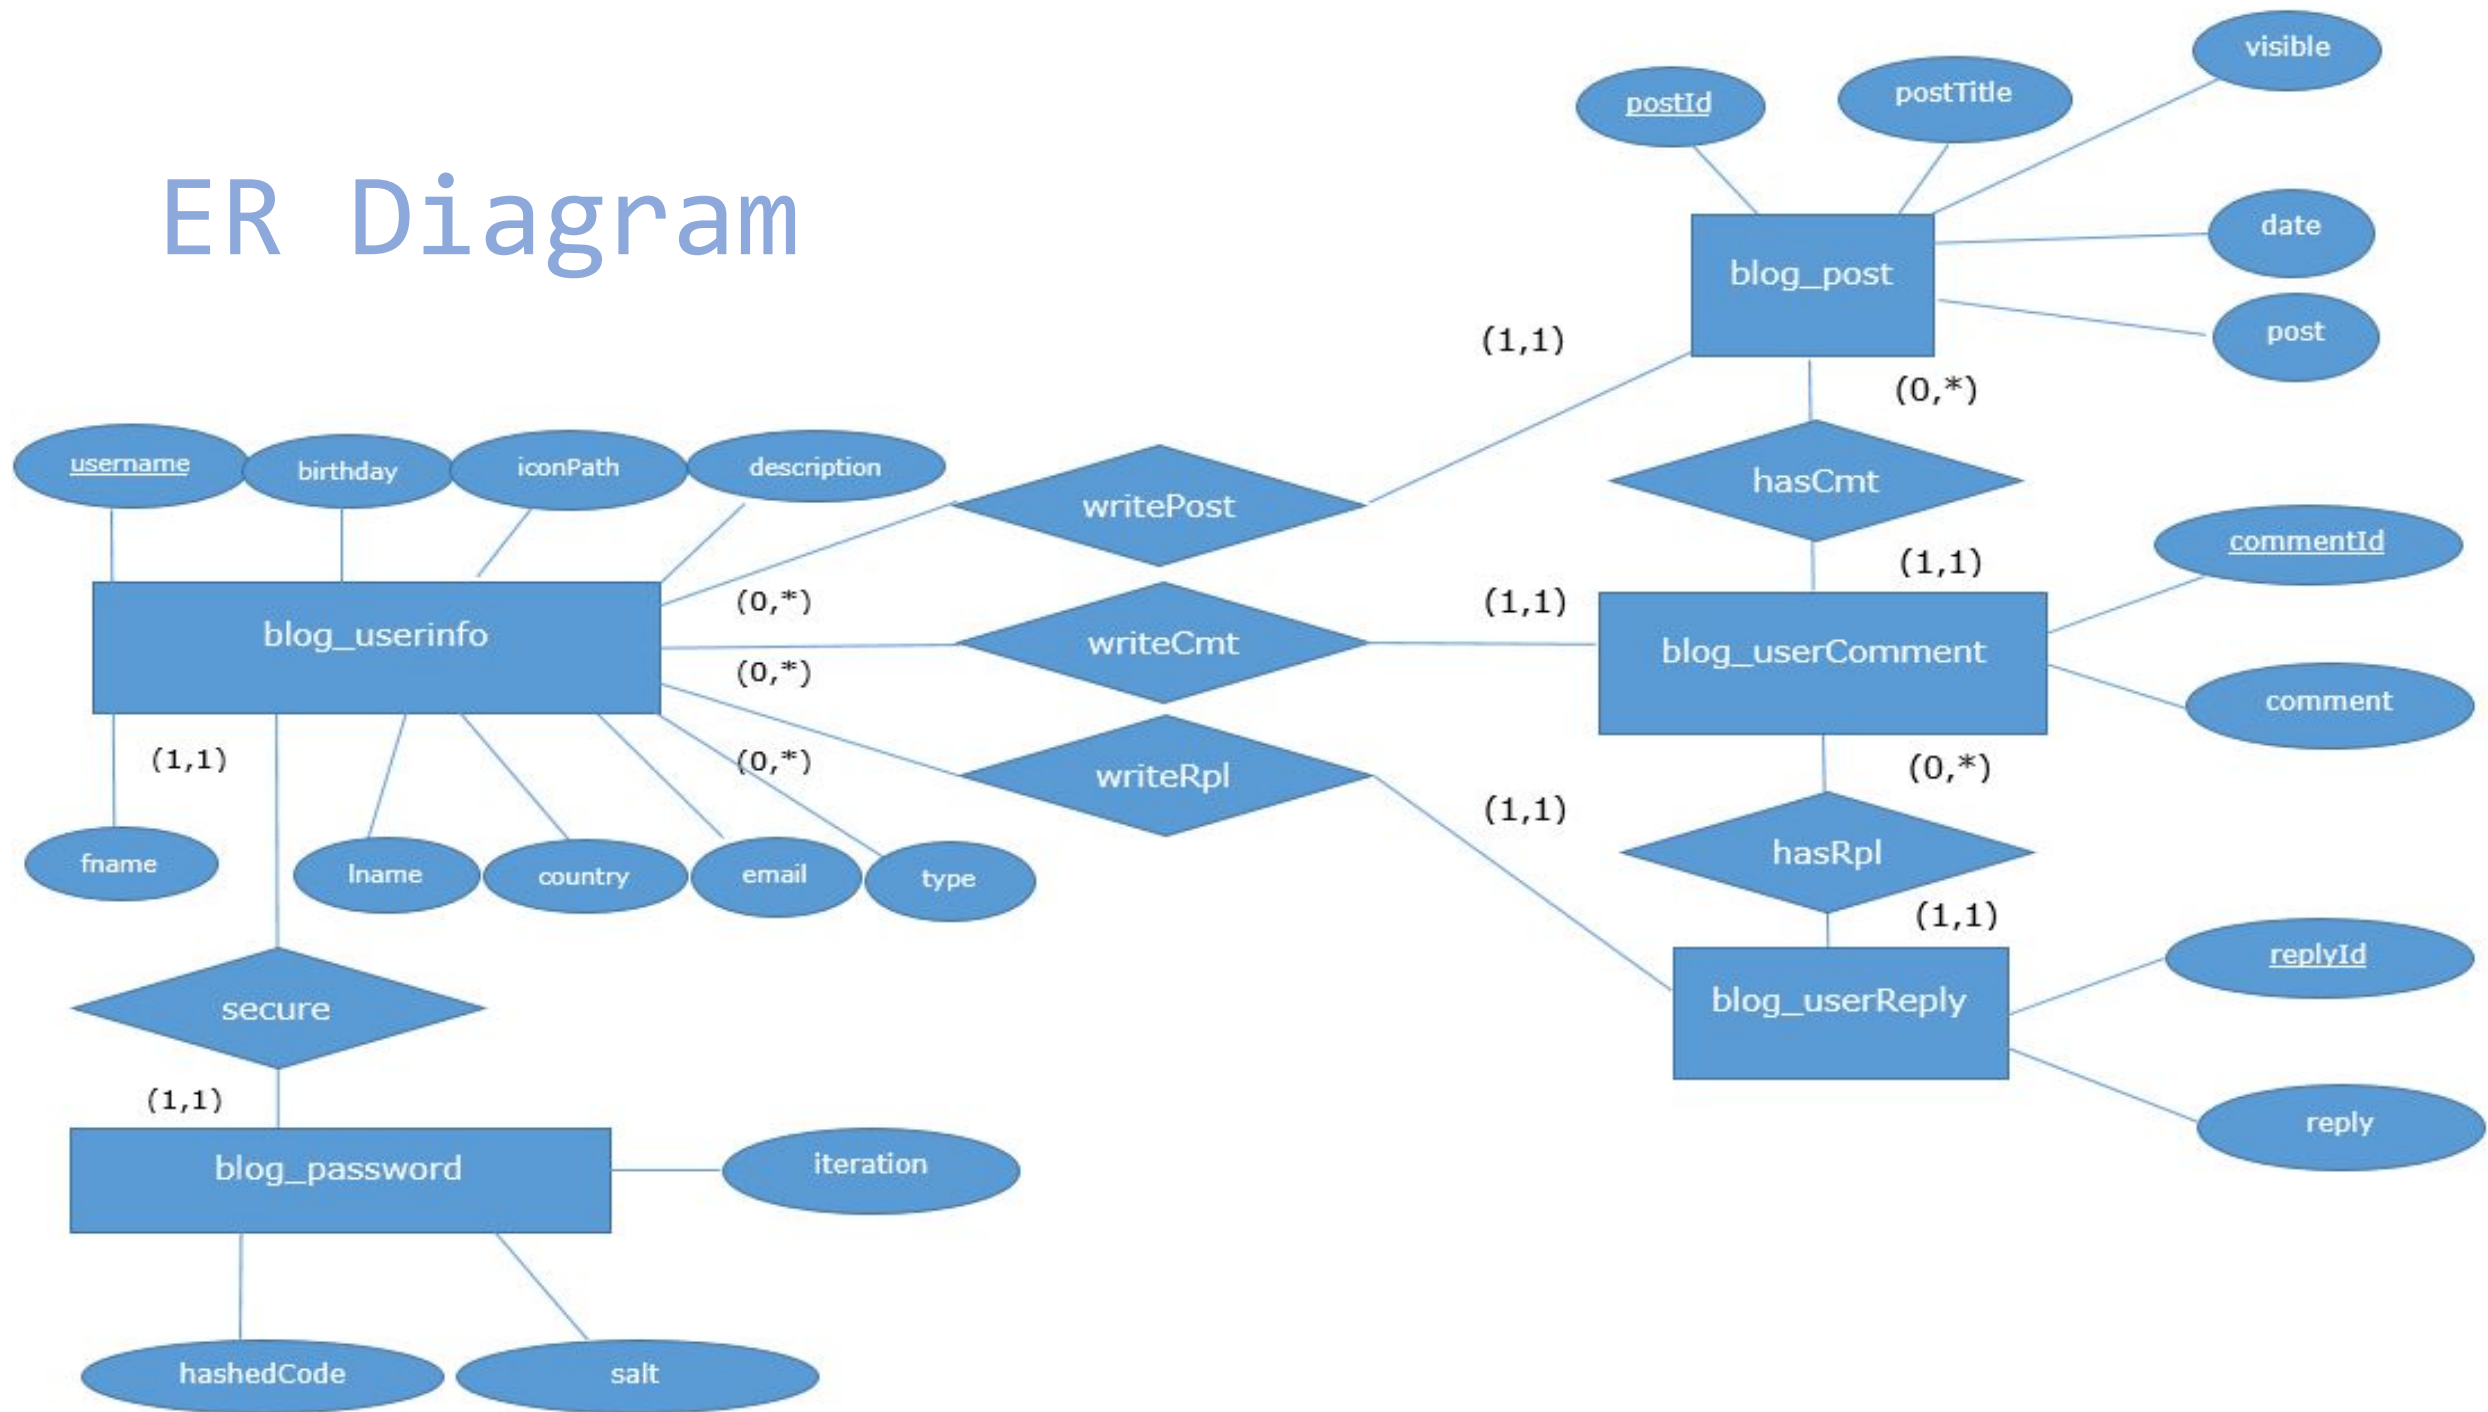 ER Diagram
visible
postId
postTitle
date
blog_post
post
(1,1)
(0,*)
username
birthday
iconPath
description
writePost
hasCmt
commentId
(1,1)
(0,*)
(1,1)
blog_userinfo
writeCmt
blog_userComment
(0,*)
comment
(1,1)
(0,*)
writeRpl
(0,*)
(1,1)
fname
lname
country
email
type
hasRpl
(1,1)
replyId
secure
blog_userReply
(1,1)
reply
blog_password
iteration
hashedCode
salt